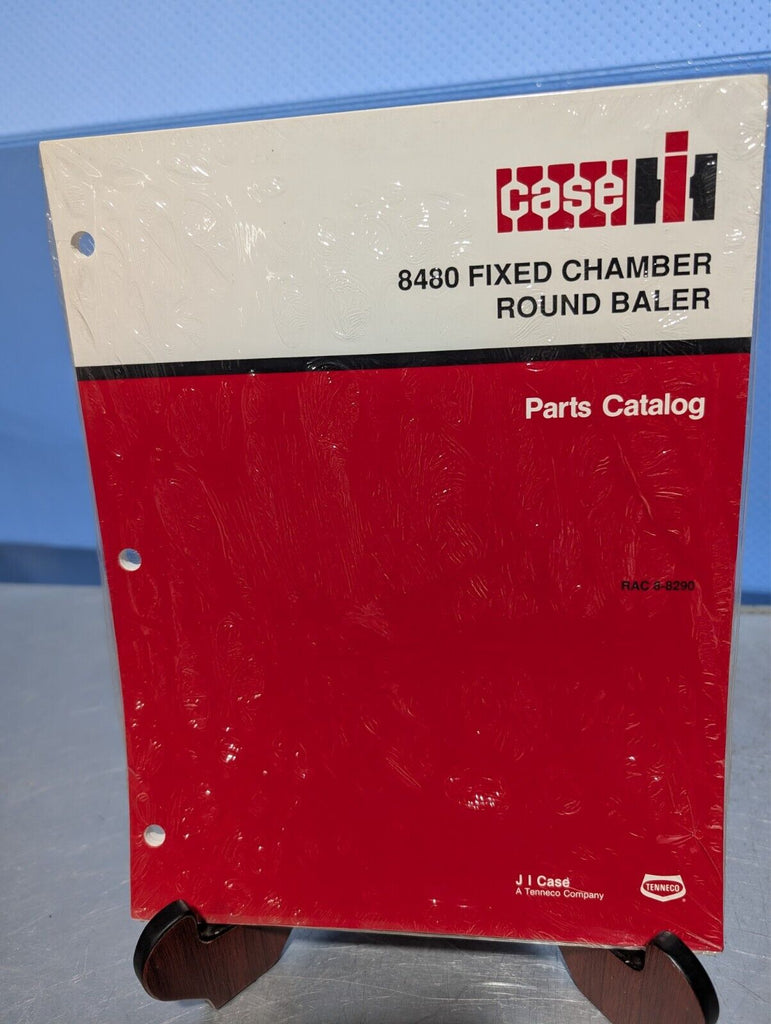 case IH
8480 FIXED CHAMBER
ROUND BALER
Parts Catalog
RAC 8-8290
J I Case
A Tenneco Company
TENNECO